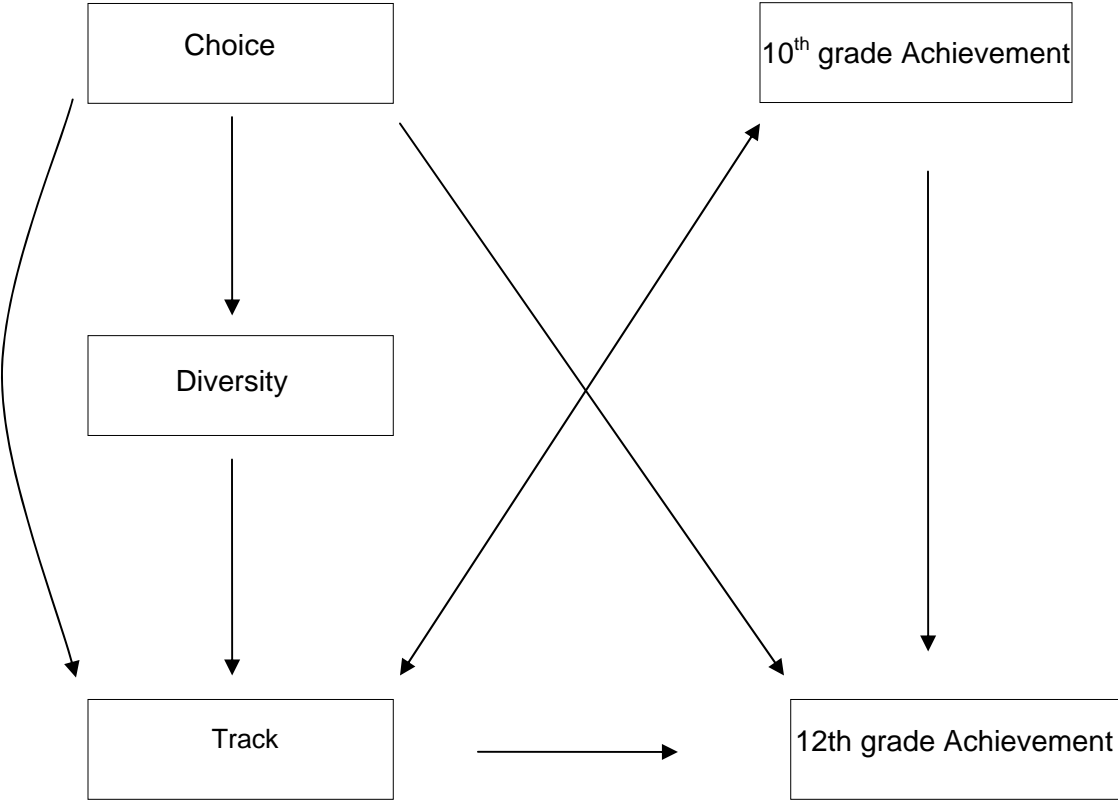 Choice
10th grade Achievement
Diversity
Track
12th grade Achievement